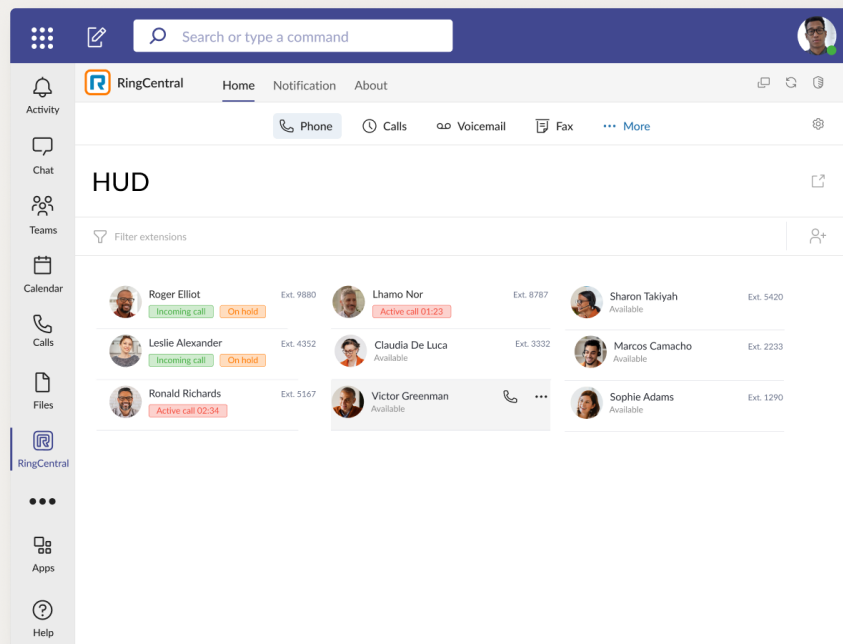 Search or type a command
RingCentral Home Notification About
Phone Calls Voicemail Fax ••• More
HUD
Filter extensions
Activity
Chat
Teams
Calendar
Calls
Files
RingCentral
Apps
Help
Roger Elliot Ext. 9880
Incoming call On hold
Leslie Alexander Ext. 4352
Incoming call On hold
Ronald Richards Ext. 5167
Active call 02:34
Lhamo Nor Ext. 8787
Active call 01:23
Claudia De Luca Ext. 3332
Available
Victor Greenman
Available
Sharon Takiyah Ext. 5420
Available
Marcos Camacho Ext. 2233
Available
Sophie Adams Ext. 1290
Available